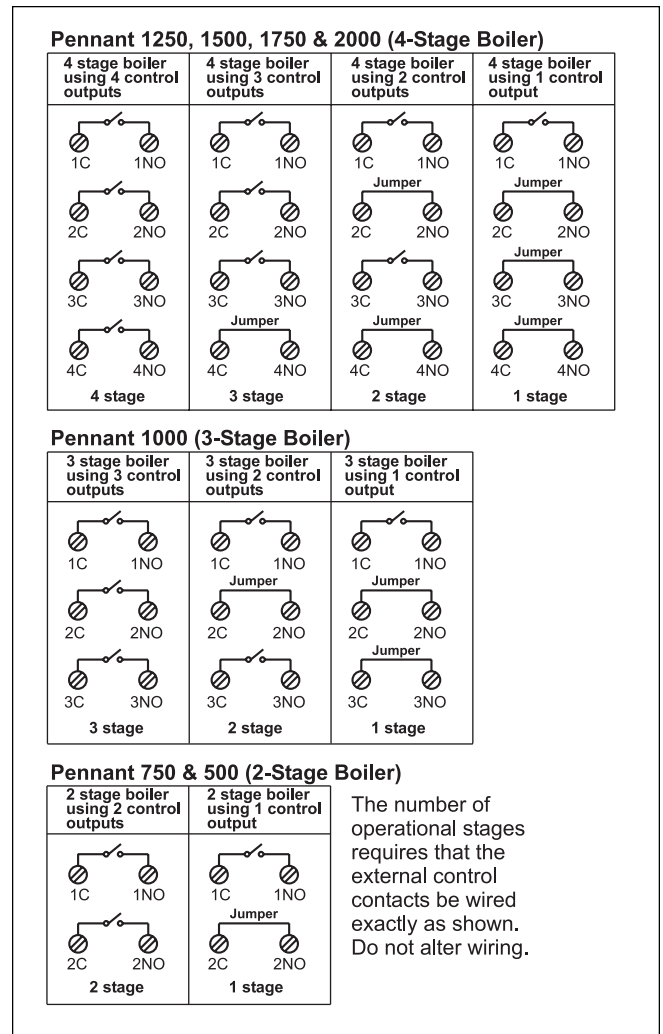 Pennant 1250, 1500, 1750 & 2000 (4-Stage Boiler)
4 stage boiler using 4 control outputs
4 stage boiler using 3 control outputs
4 stage boiler using 2 control outputs
4 stage boiler using 1 control output
1C 1NO 1C 1NO 1C 1NO 1C 1NO
Jumper Jumper
2C 2NO 2C 2NO 2C 2NO 2C 2NO
Jumper
3C 3NO 3C 3NO 3C 3NO 3C 3NO
Jumper Jumper Jumper
4C 4NO 4C 4NO 4C 4NO 4C 4NO
4 stage 3 stage 2 stage 1 stage
Pennant 1000 (3-Stage Boiler)
3 stage boiler using 3 control outputs
3 stage boiler using 2 control outputs
3 stage boiler using 1 control output
1C 1NO 1C 1NO 1C 1NO
Jumper Jumper
2C 2NO 2C 2NO 2C 2NO
Jumper
3C 3NO 3C 3NO 3C 3NO
3 stage 2 stage 1 stage
Pennant 750 & 500 (2-Stage Boiler)
2 stage boiler using 2 control outputs
2 stage boiler using 1 control output
1C 1NO 1C 1NO
Jumper
2C 2NO 2C 2NO
2 stage 1 stage
The number of
operational stages
requires that the
external control
contacts be wired
exactly as shown.
Do not alter wiring.